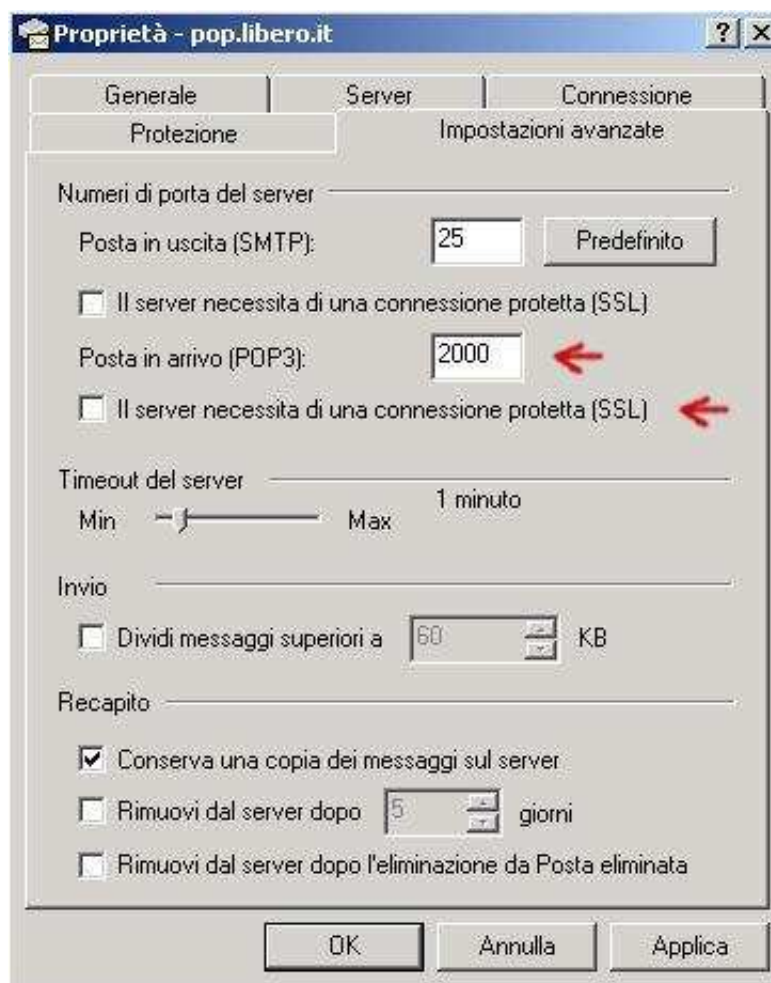 Proprietà - pop.libero.it
Generale Server Connessione
Protezione Impostazioni avanzate
Numeri di porta del server
Posta in uscita (SMTP): 25 Predefinito
Il server necessita di una connessione protetta (SSL)
Posta in arrivo (POP3): 2000
Il server necessita di una connessione protetta (SSL)
Timeout del server
Min Max 1 minuto
Invio
Dividi messaggi superiori a 60 KB
Recapito
Conserva una copia dei messaggi sul server
Rimuovi dal server dopo 5 giorni
Rimuovi dal server dopo l'eliminazione da Posta eliminata
OK Annulla Applica